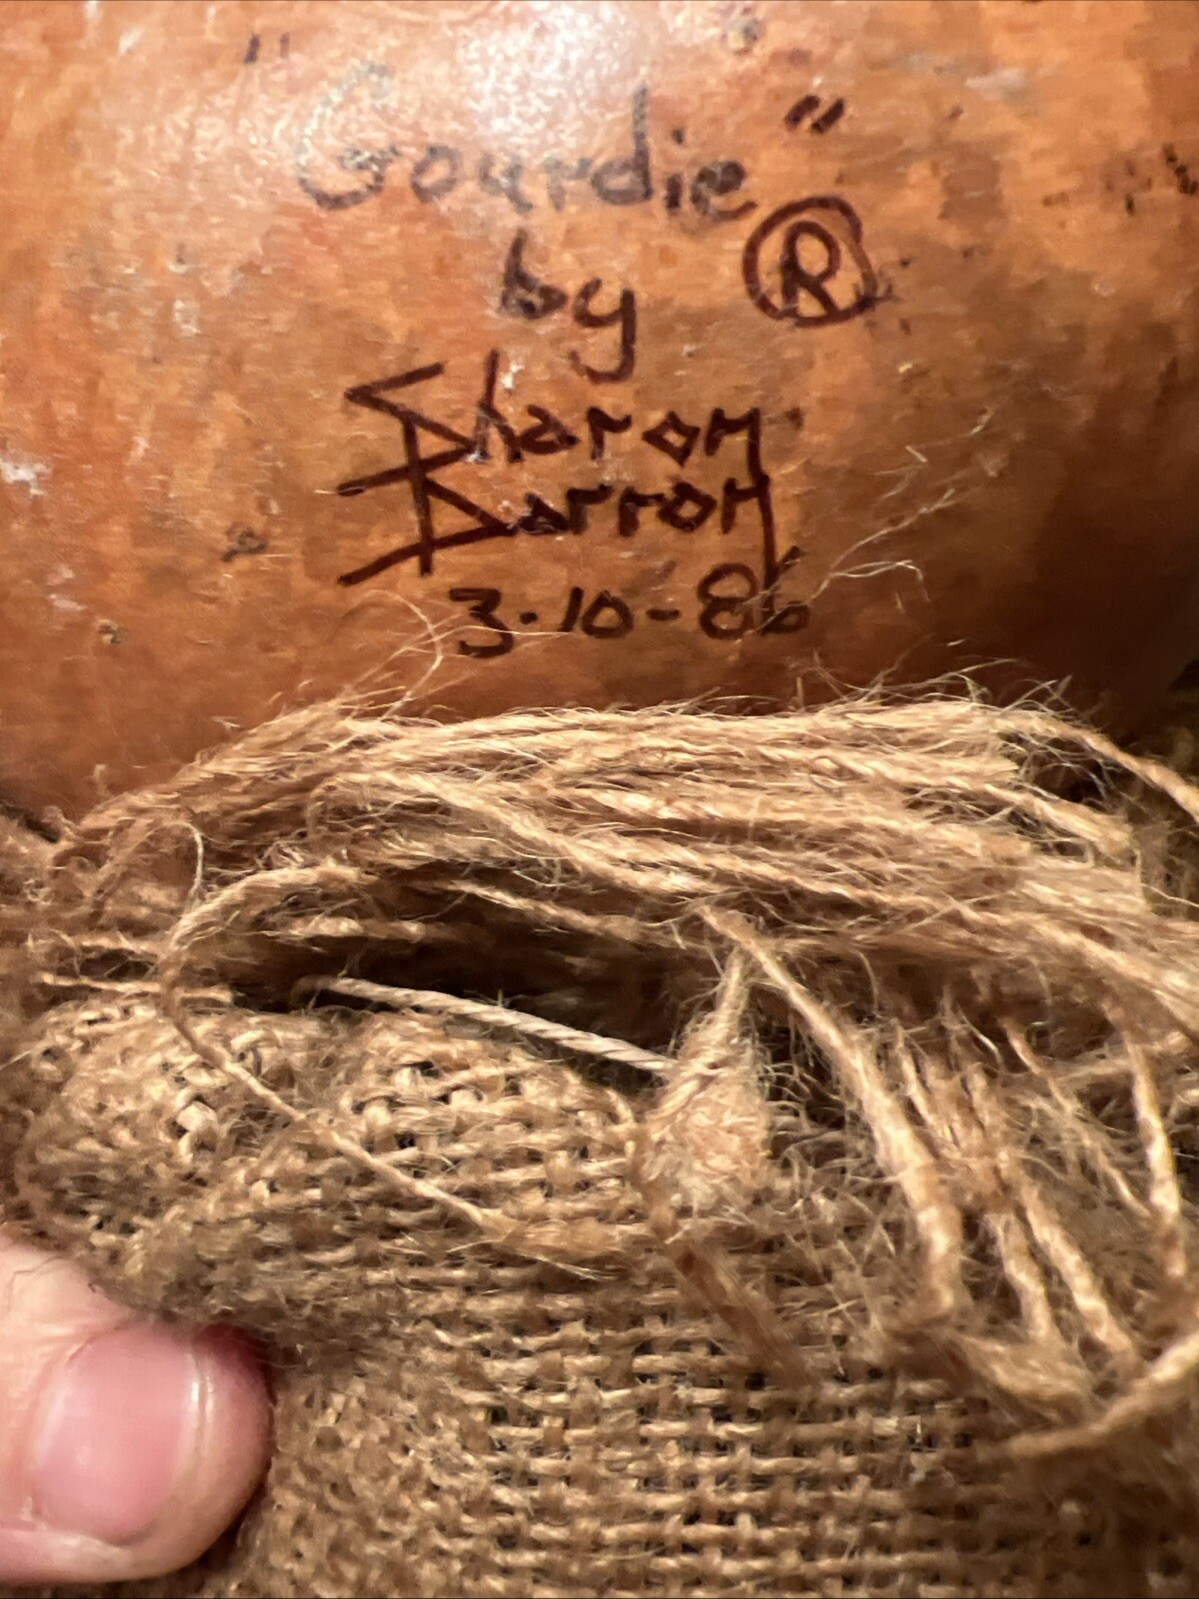 "Gourdie" ®
by
Sharon
Barron
3-10-86